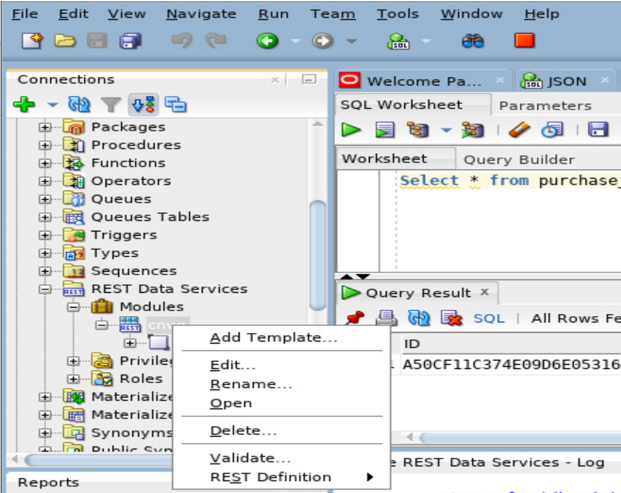 File Edit View Navigate Run Team Tools Window Help
Connections
Welcome Pa...
JSON
SQL Worksheet
Parameters
Worksheet
Query Builder
Select * from purchase_
Packages
Procedures
Functions
Operators
Queues
Queues Tables
Triggers
Types
Sequences
REST Data Services
Modules
Privile
Roles
Materialize
Materialize
Synonyms
Public Syn
Reports
Add Template...
Edit...
Rename...
Open
Delete...
Validate...
REST Definition
Query Result
SQL | All Rows Fe
ID
A50CF11C374E09D6E05316
REST Data Services - Log